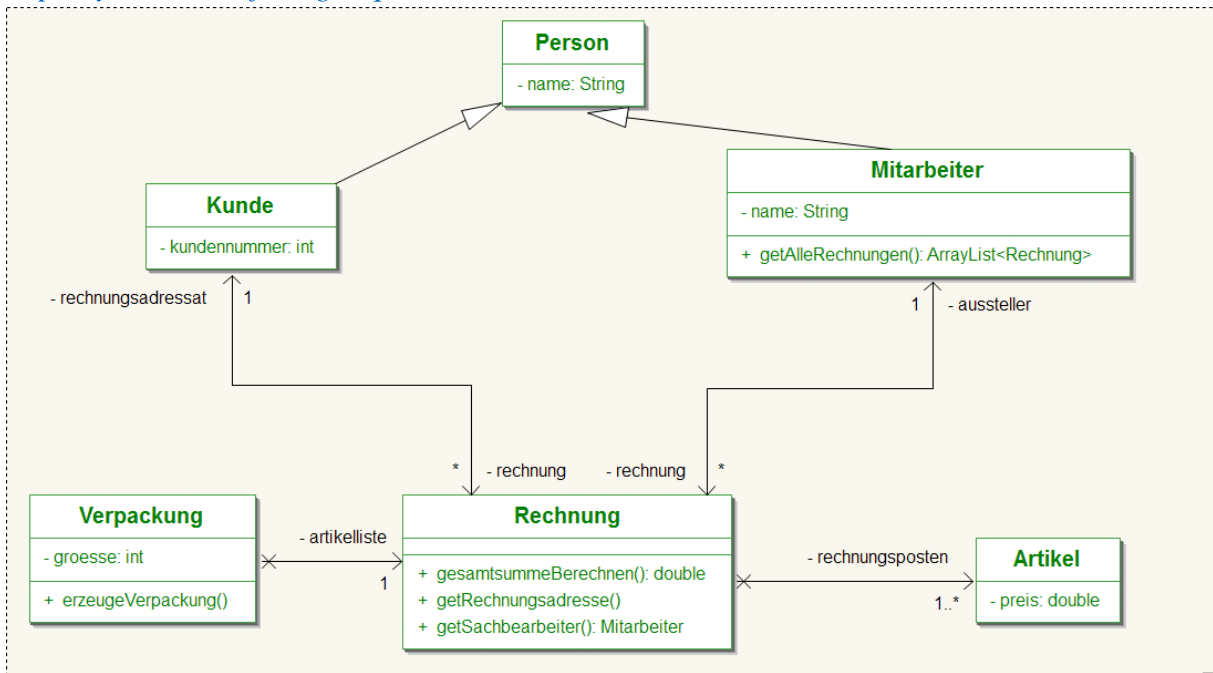 Person
- name: String
Mitarbeiter
- name: String
+ getAlleRechnungen(): ArrayList<Rechnung>
Kunde
- kundennummer: int
- rechnungsadressat 1
1 - aussteller
* - rechnung - rechnung *
Verpackung
- groesse: int
+ erzeugeVerpackung()
- artikelliste
1
Rechnung
+ gesamtsummeBerechnen(): double
+ getRechnungsadresse()
+ getSachbearbeiter(): Mitarbeiter
- rechnungsposten
1..*
Artikel
- preis: double